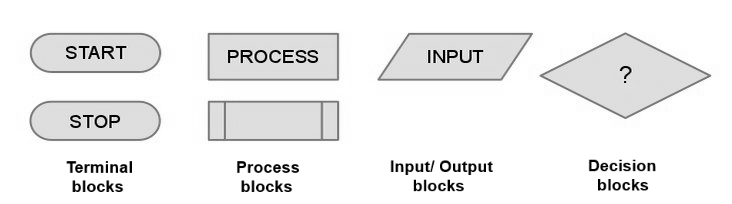 START
PROCESS
INPUT
?
STOP
Terminal
blocks
Process
blocks
Input/ Output
blocks
Decision
blocks